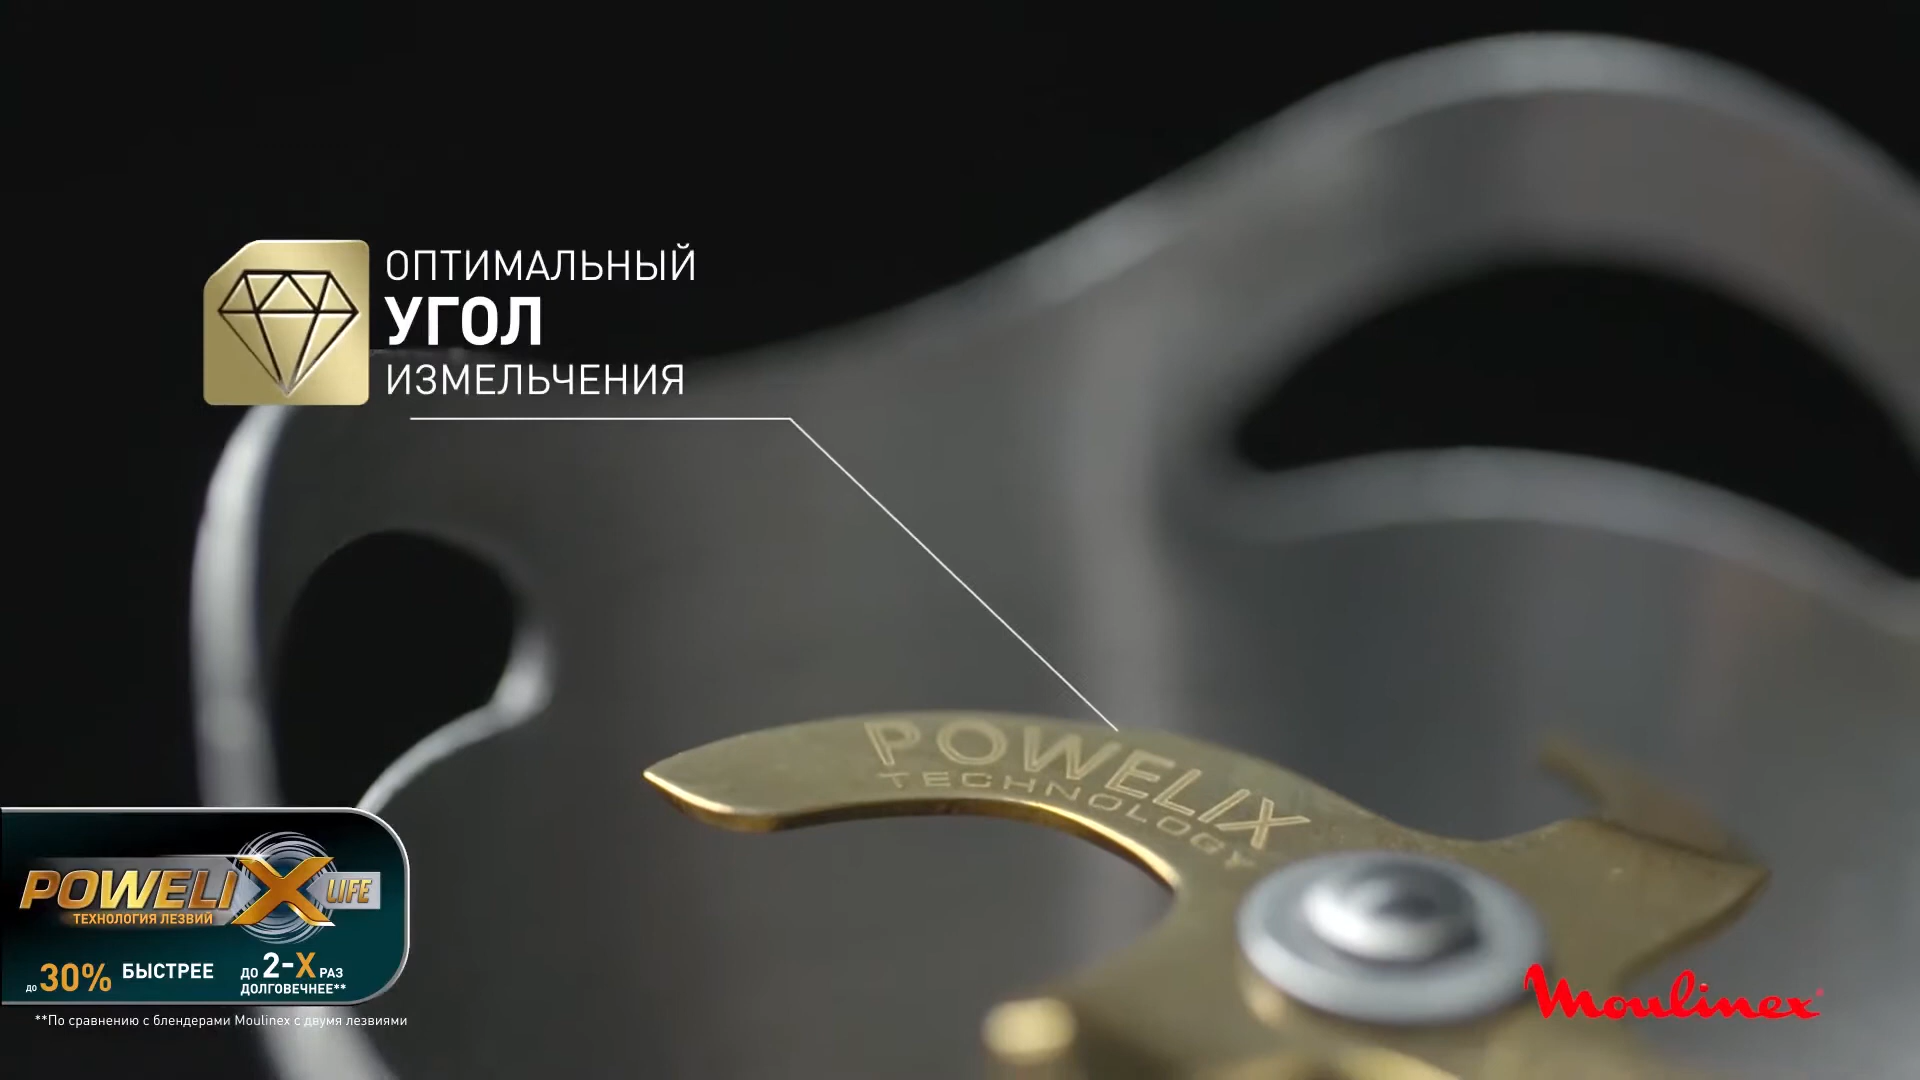 ОПТИМАЛЬНЫЙ
УГОЛ
ИЗМЕЛЬЧЕНИЯ
POWELIX
TECHNOLOGY
POWELIX LIFE
ТЕХНОЛОГИЯ ЛЕЗВИЙ
до 30% БЫСТРЕЕ
ДО 2-X РАЗ
ДОЛГОВЕЧНЕЕ**
**По сравнению с блендерами Moulinex с двумя лезвиями
Moulinex